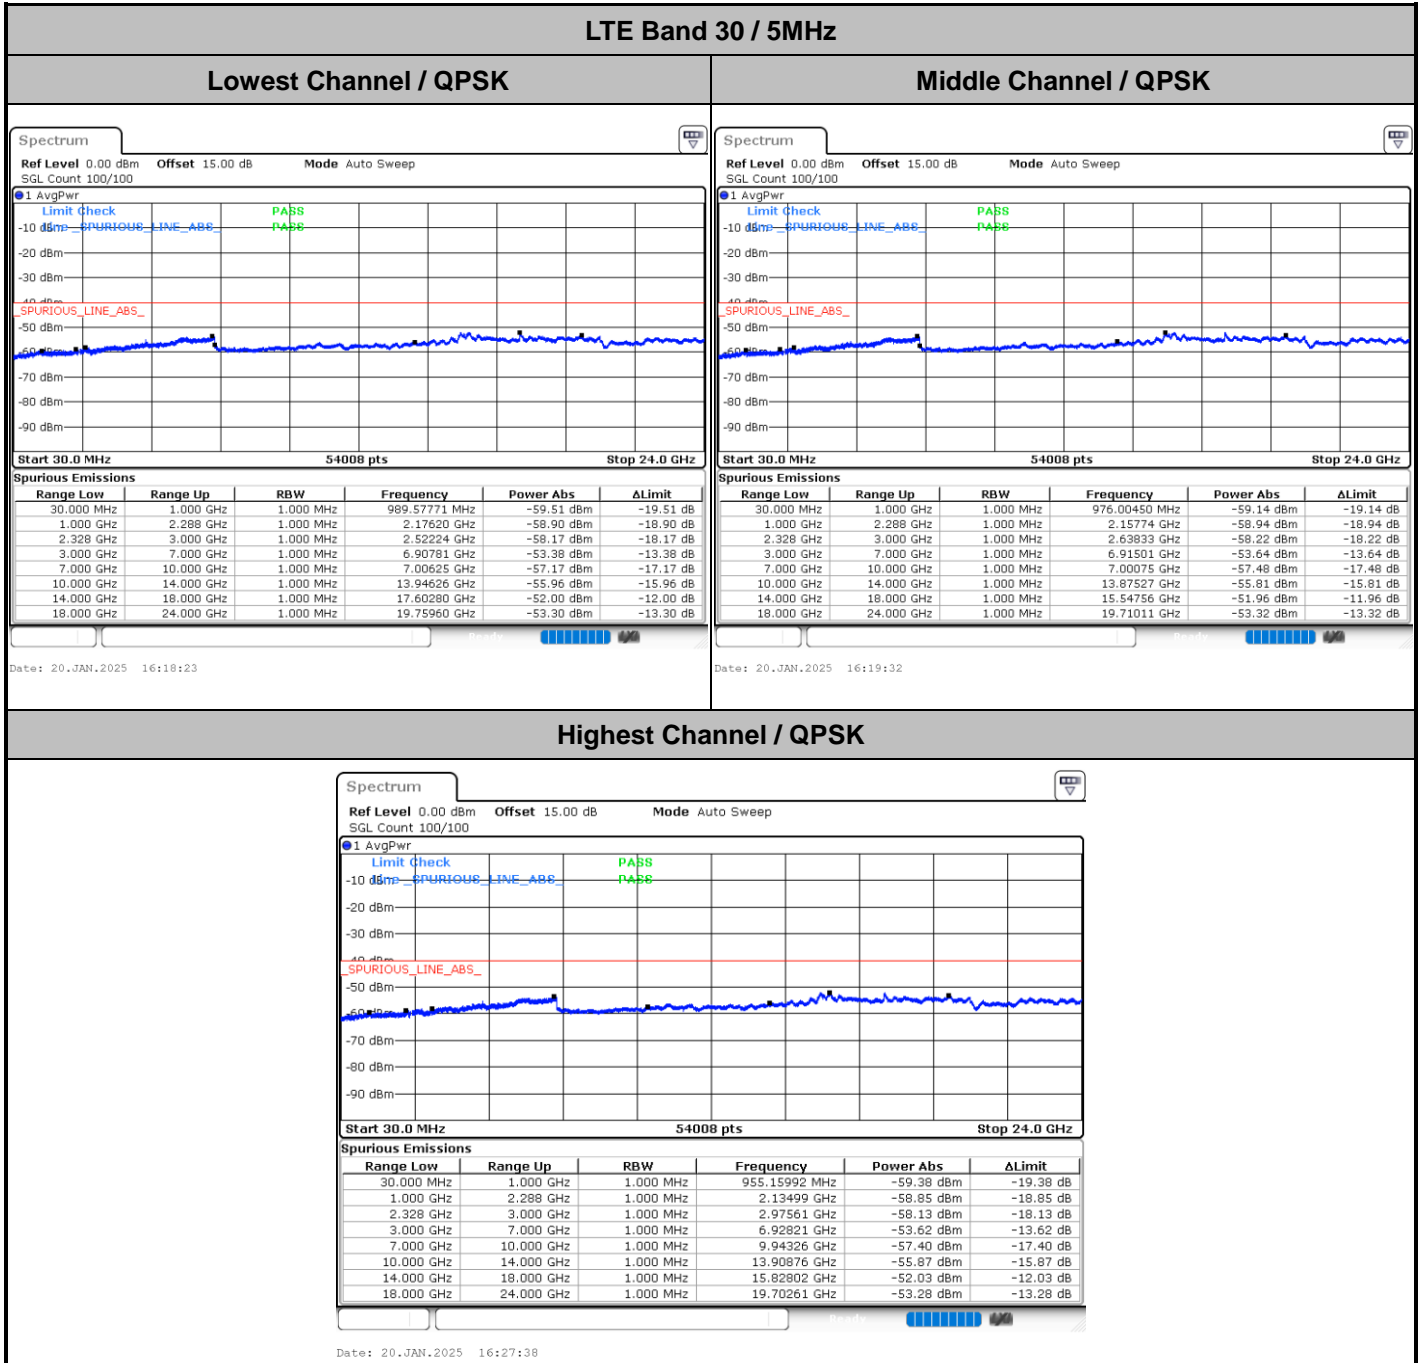 LTE Band 30 / 5MHz
Lowest Channel / QPSK
Middle Channel / QPSK
Spectrum
Ref Level 0.00 dBm Offset 15.00 dB Mode Auto Sweep
SGL Count 100/100
1 AvgPwr
Limit Check PASS
Line _SPURIOUS_LINE_ABS_ PASS
-10 dBm
-20 dBm
-30 dBm
-40 dBm
_SPURIOUS_LINE_ABS_
-50 dBm
-60 dBm
-70 dBm
-80 dBm
-90 dBm
Start 30.0 MHz 54008 pts Stop 24.0 GHz
Spurious Emissions
Range Low Range Up RBW Frequency Power Abs ΔLimit
30.000 MHz 1.000 GHz 1.000 MHz 989.57771 MHz -59.51 dBm -19.51 dB
1.000 GHz 2.288 GHz 1.000 MHz 2.17620 GHz -58.90 dBm -18.90 dB
2.328 GHz 3.000 GHz 1.000 MHz 2.52224 GHz -58.17 dBm -18.17 dB
3.000 GHz 7.000 GHz 1.000 MHz 6.90781 GHz -53.38 dBm -13.38 dB
7.000 GHz 10.000 GHz 1.000 MHz 7.00625 GHz -57.17 dBm -17.17 dB
10.000 GHz 14.000 GHz 1.000 MHz 13.94626 GHz -55.96 dBm -15.96 dB
14.000 GHz 18.000 GHz 1.000 MHz 17.60280 GHz -52.00 dBm -12.00 dB
18.000 GHz 24.000 GHz 1.000 MHz 19.75960 GHz -53.30 dBm -13.30 dB
Ready
Date: 20.JAN.2025 16:18:23
Spectrum
Ref Level 0.00 dBm Offset 15.00 dB Mode Auto Sweep
SGL Count 100/100
1 AvgPwr
Limit Check PASS
Line _SPURIOUS_LINE_ABS_ PASS
-10 dBm
-20 dBm
-30 dBm
-40 dBm
_SPURIOUS_LINE_ABS_
-50 dBm
-60 dBm
-70 dBm
-80 dBm
-90 dBm
Start 30.0 MHz 54008 pts Stop 24.0 GHz
Spurious Emissions
Range Low Range Up RBW Frequency Power Abs ΔLimit
30.000 MHz 1.000 GHz 1.000 MHz 976.00450 MHz -59.14 dBm -19.14 dB
1.000 GHz 2.288 GHz 1.000 MHz 2.15774 GHz -58.94 dBm -18.94 dB
2.328 GHz 3.000 GHz 1.000 MHz 2.63833 GHz -58.22 dBm -18.22 dB
3.000 GHz 7.000 GHz 1.000 MHz 6.91501 GHz -53.64 dBm -13.64 dB
7.000 GHz 10.000 GHz 1.000 MHz 7.00075 GHz -57.48 dBm -17.48 dB
10.000 GHz 14.000 GHz 1.000 MHz 13.87527 GHz -55.81 dBm -15.81 dB
14.000 GHz 18.000 GHz 1.000 MHz 15.54756 GHz -51.96 dBm -11.96 dB
18.000 GHz 24.000 GHz 1.000 MHz 19.71011 GHz -53.32 dBm -13.32 dB
Ready
Date: 20.JAN.2025 16:19:32
Highest Channel / QPSK
Spectrum
Ref Level 0.00 dBm Offset 15.00 dB Mode Auto Sweep
SGL Count 100/100
1 AvgPwr
Limit Check PASS
Line _SPURIOUS_LINE_ABS_ PASS
-10 dBm
-20 dBm
-30 dBm
-40 dBm
_SPURIOUS_LINE_ABS_
-50 dBm
-60 dBm
-70 dBm
-80 dBm
-90 dBm
Start 30.0 MHz 54008 pts Stop 24.0 GHz
Spurious Emissions
Range Low Range Up RBW Frequency Power Abs ΔLimit
30.000 MHz 1.000 GHz 1.000 MHz 955.15992 MHz -59.38 dBm -19.38 dB
1.000 GHz 2.288 GHz 1.000 MHz 2.13499 GHz -58.85 dBm -18.85 dB
2.328 GHz 3.000 GHz 1.000 MHz 2.97561 GHz -58.13 dBm -18.13 dB
3.000 GHz 7.000 GHz 1.000 MHz 6.92821 GHz -53.62 dBm -13.62 dB
7.000 GHz 10.000 GHz 1.000 MHz 9.94326 GHz -57.40 dBm -17.40 dB
10.000 GHz 14.000 GHz 1.000 MHz 13.90876 GHz -55.87 dBm -15.87 dB
14.000 GHz 18.000 GHz 1.000 MHz 15.82802 GHz -52.03 dBm -12.03 dB
18.000 GHz 24.000 GHz 1.000 MHz 19.70261 GHz -53.28 dBm -13.28 dB
Ready
Date: 20.JAN.2025 16:27:38